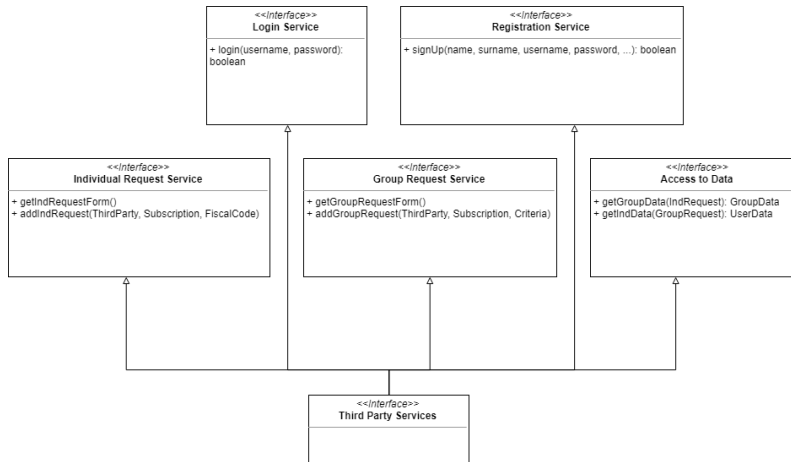 <<Interface>>
Login Service
+ login(username, password):
boolean
<<Interface>>
Registration Service
+ signUp(name, surname, username, password, ...): boolean
<<Interface>>
Individual Request Service
+ getIndRequestForm()
+ addIndRequest(ThirdParty, Subscription, FiscalCode)
<<Interface>>
Group Request Service
+ getGroupRequestForm()
+ addGroupRequest(ThirdParty, Subscription, Criteria)
<<Interface>>
Access to Data
+ getGroupData(IndRequest): GroupData
+ getIndData(GroupRequest): UserData
<<Interface>>
Third Party Services